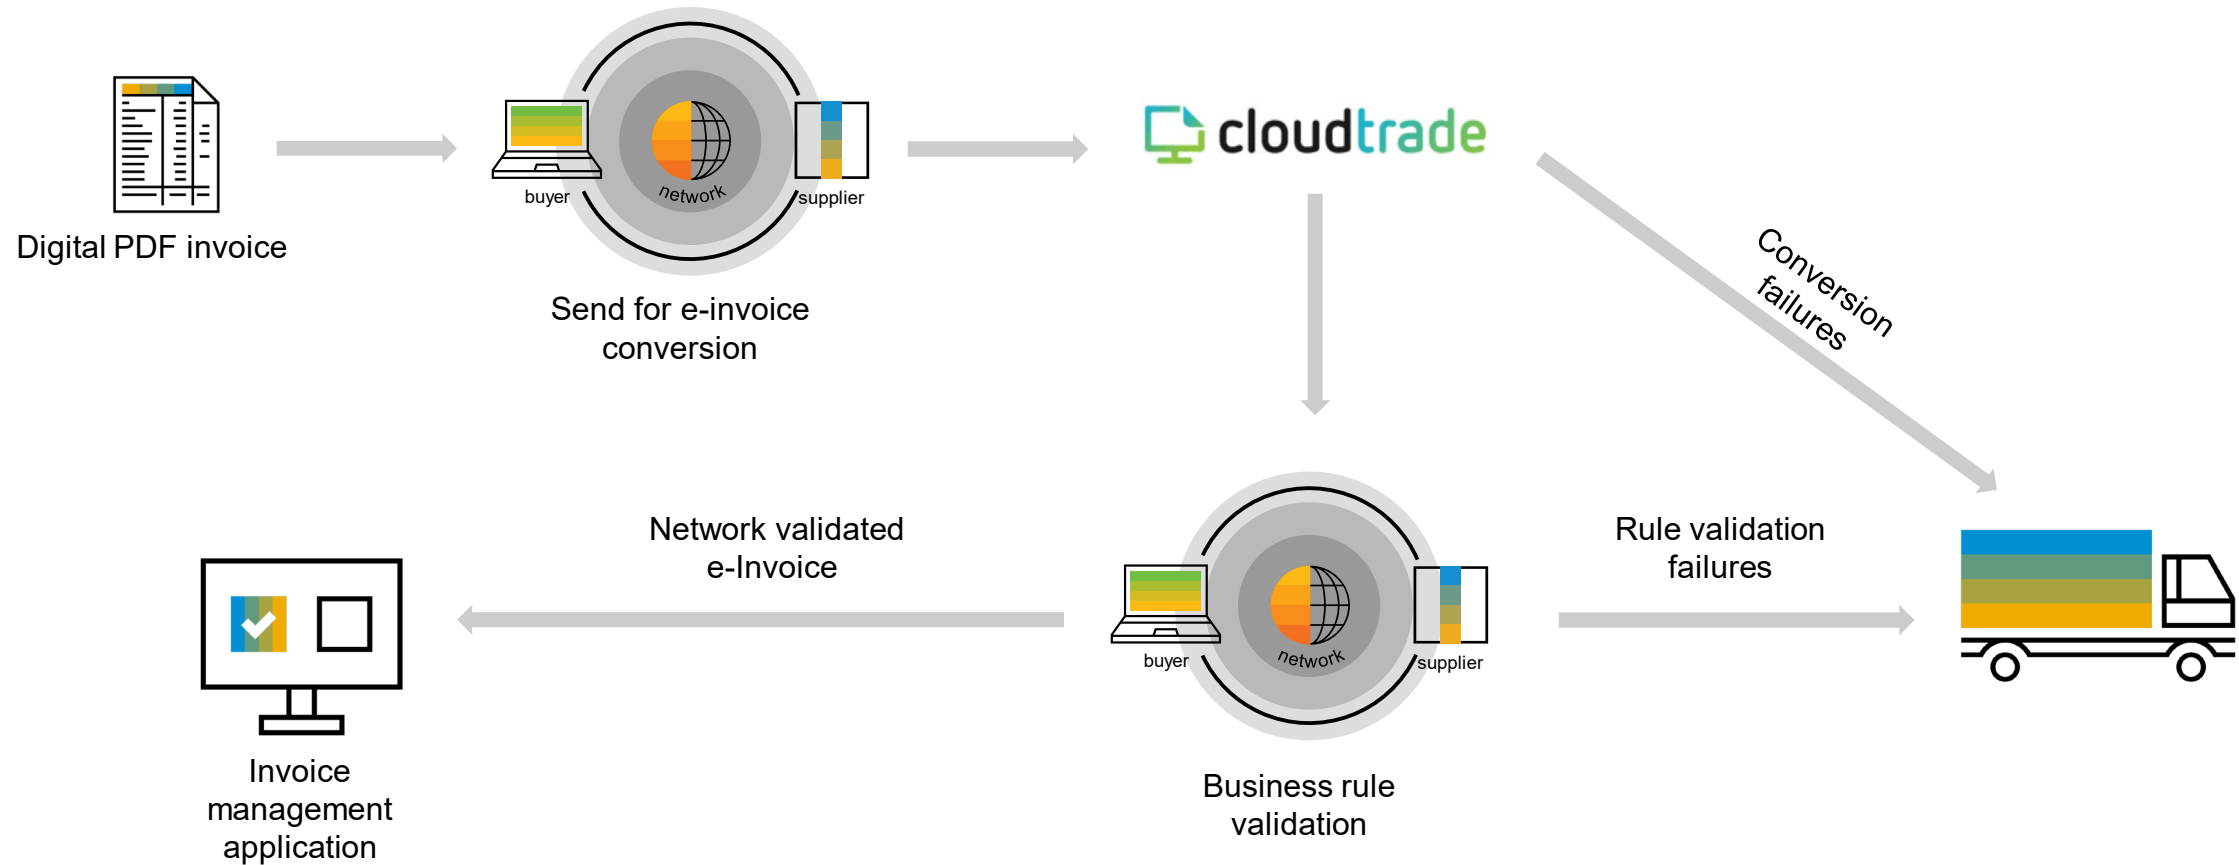 Digital PDF invoice
buyer
network
supplier
Send for e-invoice
conversion
cloudtrade
Conversion
failures
Network validated
e-Invoice
Rule validation
failures
buyer
network
supplier
Invoice
management
application
Business rule
validation